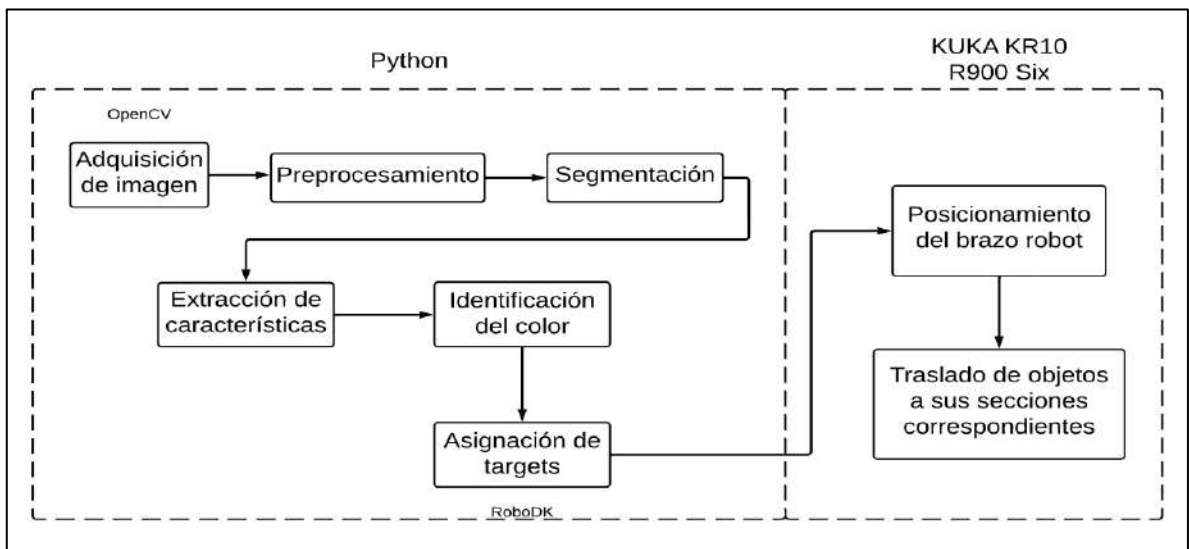 Python
KUKA KR10
R900 Six
OpenCV
Adquisición
de imagen
Preprocesamiento
Segmentación
Extracción de
características
Identificación
del color
Asignación de
targets
RoboDK
Posicionamiento
del brazo robot
Traslado de objetos
a sus secciones
correspondientes